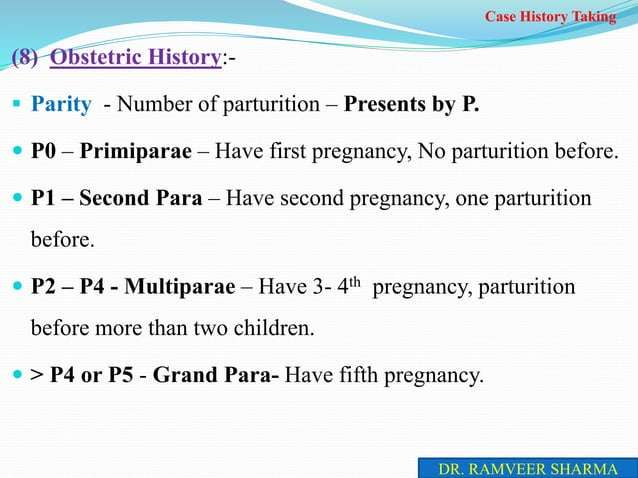 Case History Taking
(8) Obstetric History:-
▪ Parity - Number of parturition – Presents by P.
• P0 – Primiparae – Have first pregnancy, No parturition before.
• P1 – Second Para – Have second pregnancy, one parturition
before.
• P2 – P4 - Multiparae – Have 3- 4th pregnancy, parturition
before more than two children.
• > P4 or P5 - Grand Para- Have fifth pregnancy.
DR. RAMVEER SHARMA